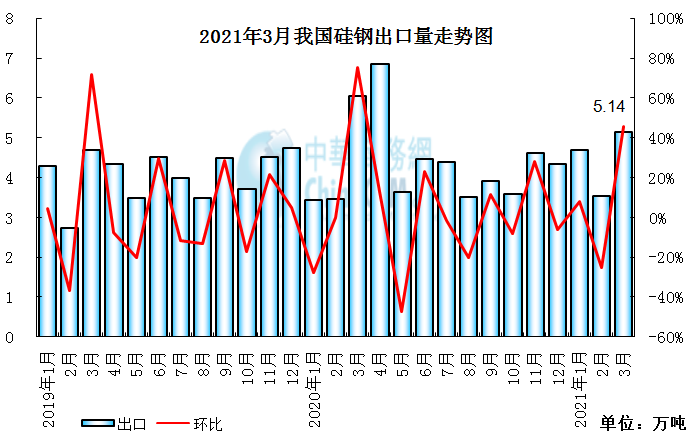 2021年3月我国硅钢出口量走势图
8
7
6
5
4
3
2
1
0
100%
80%
60%
40%
20%
0%
-20%
-40%
-60%
5.14
2019年1月
2月
3月
4月
5月
6月
7月
8月
9月
10月
11月
12月
2020年1月
2月
3月
4月
5月
6月
7月
8月
9月
10月
11月
12月
2021年1月
2月
3月
出口
环比
单位：万吨